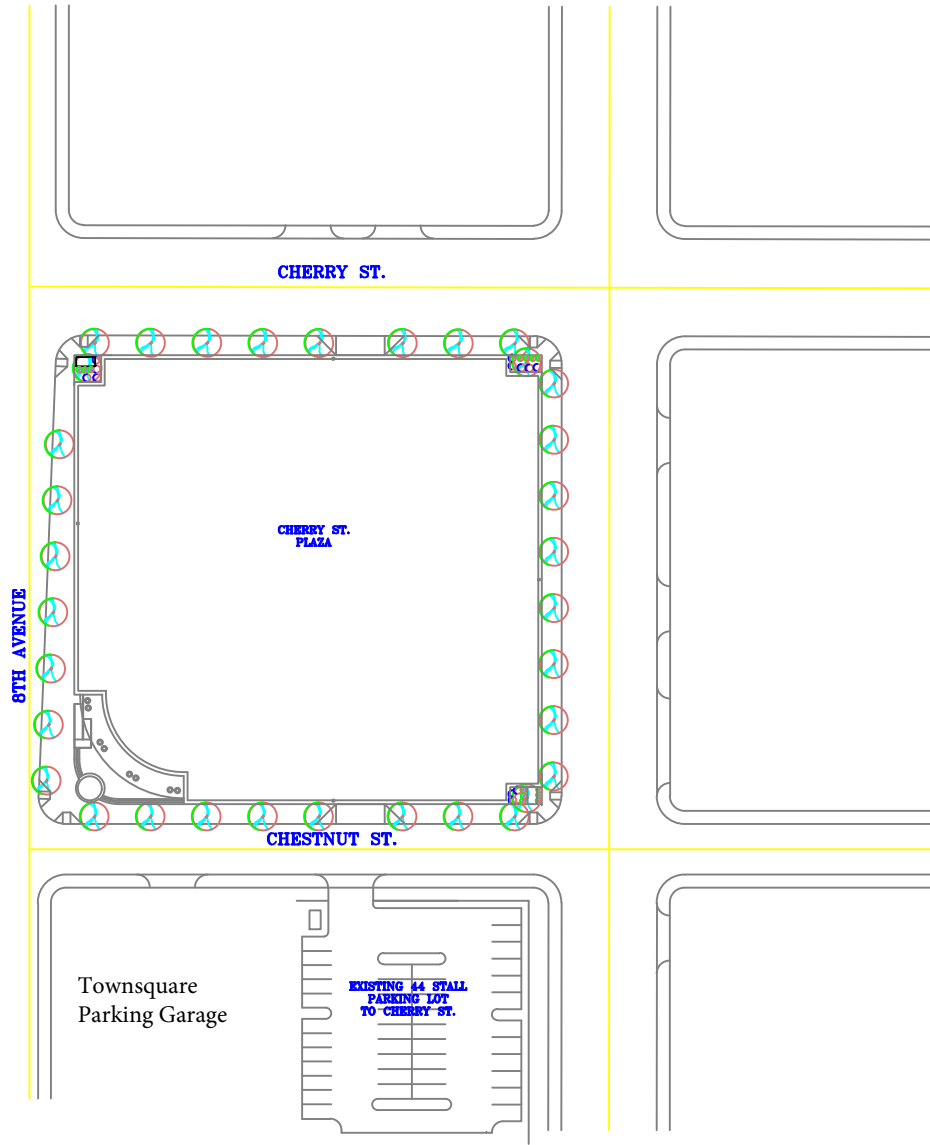 CHERRY ST.
CHERRY ST.
PLAZA
8TH AVENUE
CHESTNUT ST.
Townsquare
Parking Garage
EXISTING 44 STALL
PARKING LOT
TO CHERRY ST.